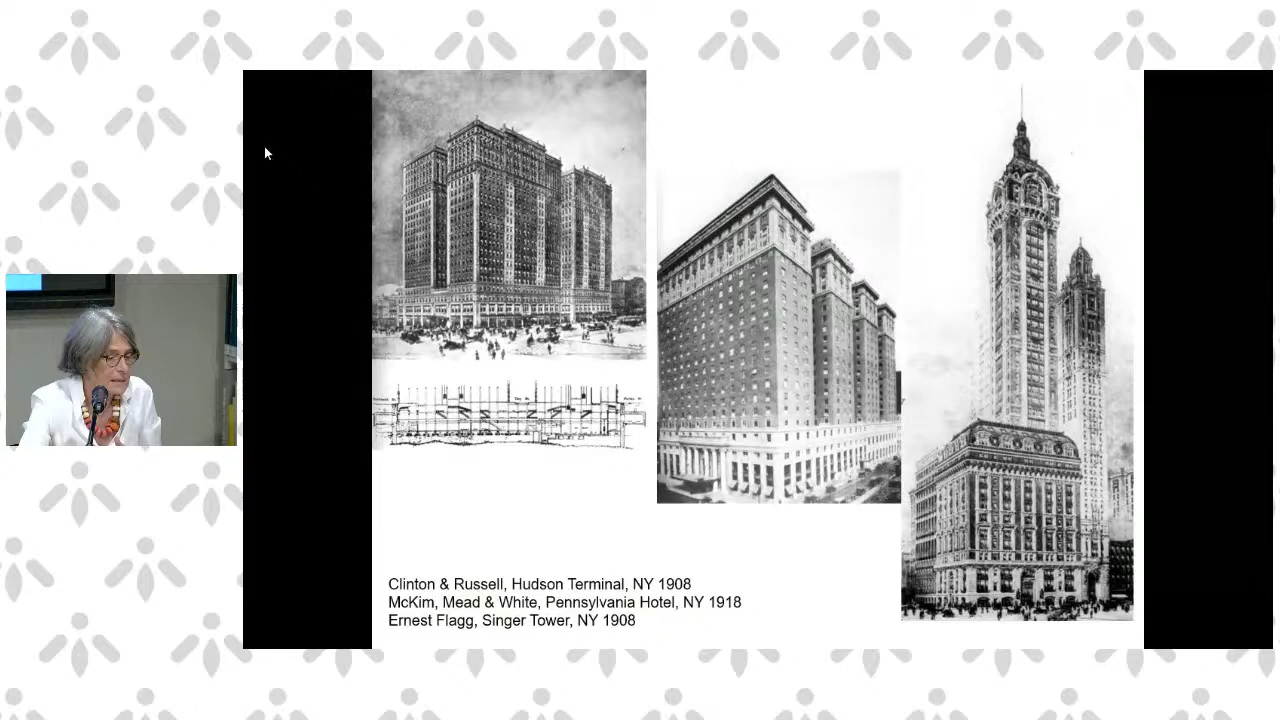 Clinton & Russell, Hudson Terminal, NY 1908
McKim, Mead & White, Pennsylvania Hotel, NY 1918
Ernest Flagg, Singer Tower, NY 1908